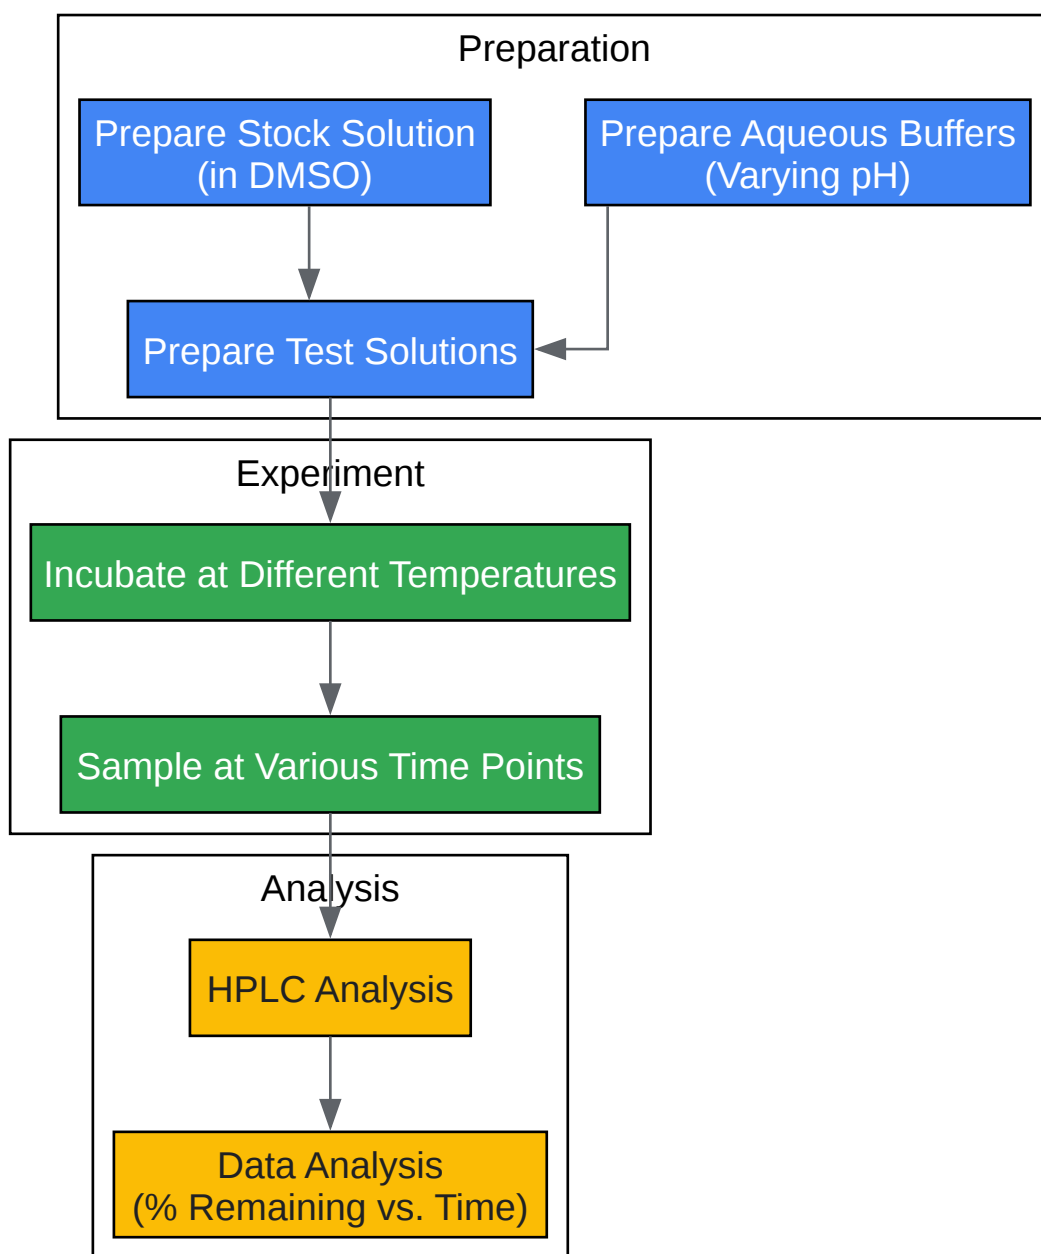 Preparation
Prepare Stock Solution
(in DMSO)
Prepare Aqueous Buffers
(Varying pH)
Prepare Test Solutions
Experiment
Incubate at Different Temperatures
Sample at Various Time Points
Analysis
HPLC Analysis
Data Analysis
(% Remaining vs. Time)